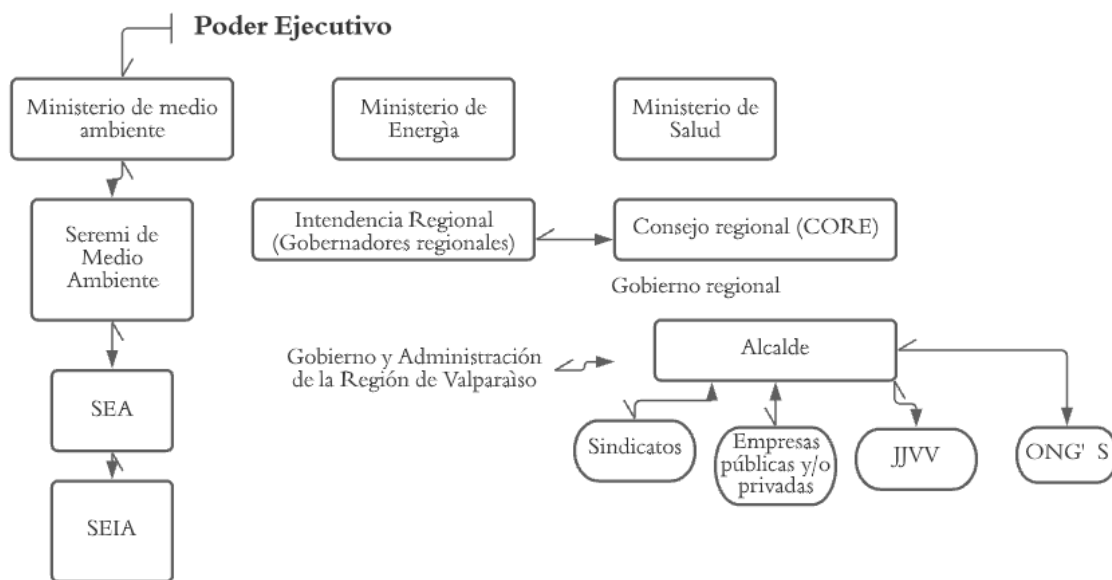 Poder Ejecutivo
Ministerio de medio
ambiente
Ministerio de
Energìa
Ministerio de
Salud
Seremi de
Medio
Ambiente
Intendencia Regional
(Gobernadores regionales)
Consejo regional (CORE)
Gobierno regional
Gobierno y Administración
de la Región de Valparaìso
Alcalde
SEA
Sindicatos
Empresas
públicas y/o
privadas
JJVV
ONG' S
SEIA